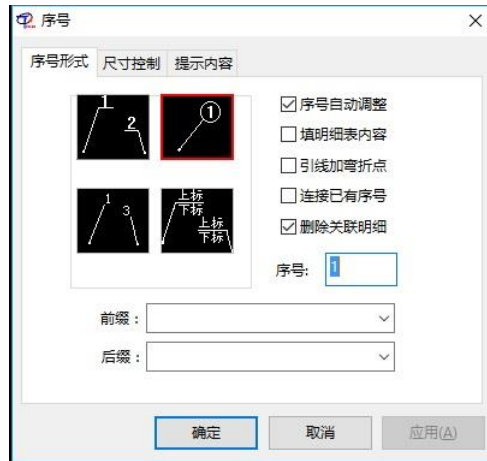 序号
序号形式 尺寸控制 提示内容
1 2
①
1 3
上标
下标
上标
下标
序号自动调整
填明细表内容
引线加弯折点
连接已有序号
删除关联明细
序号: 1
前缀：
后缀：
确定 取消 应用(A)